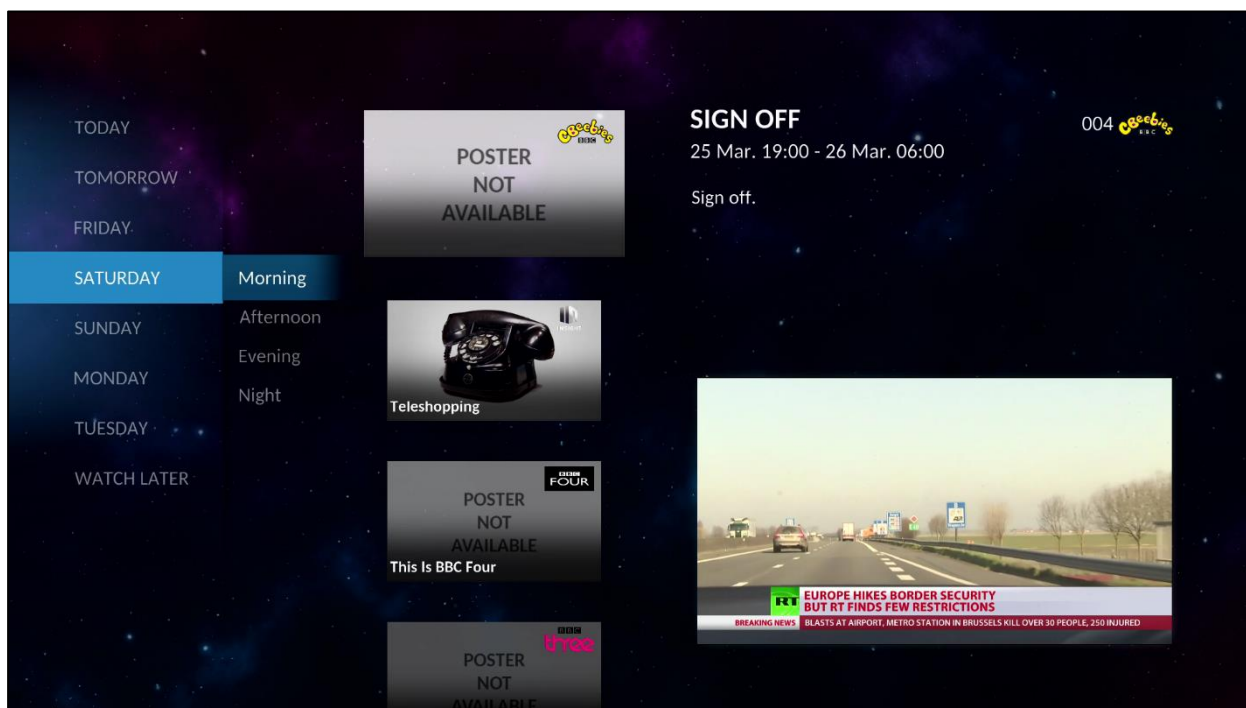 TODAY
TOMORROW
FRIDAY
SATURDAY
SUNDAY
MONDAY
TUESDAY
WATCH LATER
Morning
Afternoon
Evening
Night
CBeebies
BBC
POSTER
NOT
AVAILABLE
Teleshopping
BBC
FOUR
POSTER
NOT
AVAILABLE
This Is BBC Four
BBC
three
POSTER
NOT
AVAILABLE
SIGN OFF
004 CBeebies
BBC
25 Mar. 19:00 - 26 Mar. 06:00
Sign off.
RT
EUROPE HIKES BORDER SECURITY
BUT RT FINDS FEW RESTRICTIONS
BREAKING NEWS BLASTS AT AIRPORT, METRO STATION IN BRUSSELS KILL OVER 30 PEOPLE, 250 INJURED